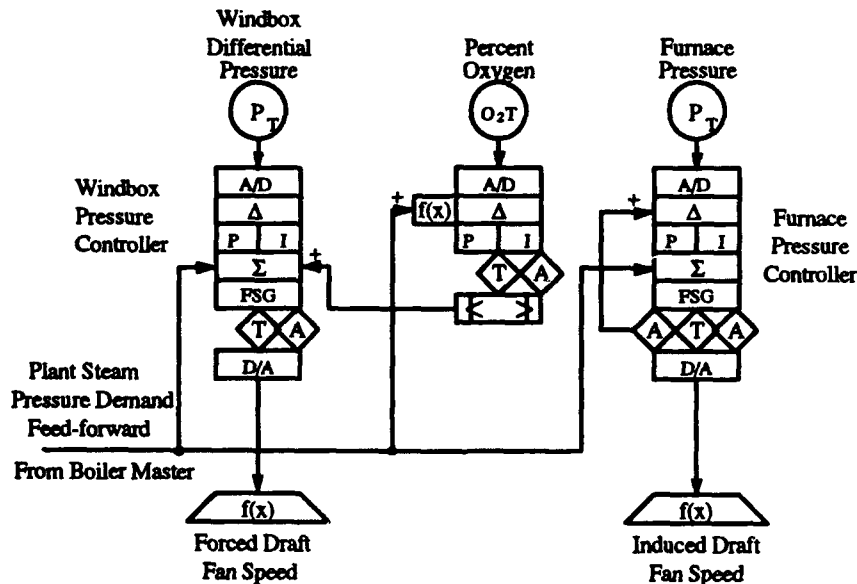 Windbox
Differential
Pressure
Percent
Oxygen
Furnace
Pressure
P T
O2T
P T
Windbox
Pressure
Controller
A/D
Δ
P I
Σ
FSG
T A
D/A
+
+
f(x)
A/D
Δ
P I
T A
< >
+
A/D
Δ
P I
Σ
FSG
A T A
D/A
Furnace
Pressure
Controller
Plant Steam
Pressure Demand
Feed-forward
From Boiler Master
f(x)
Forced Draft
Fan Speed
f(x)
Induced Draft
Fan Speed